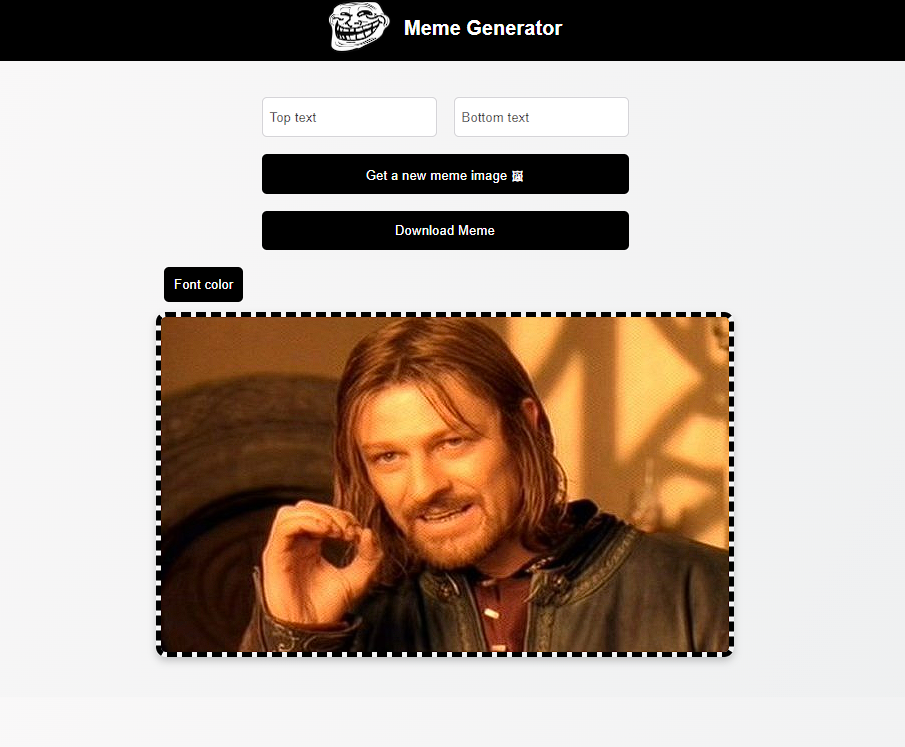 Meme Generator
Top text
Bottom text
Get a new meme image 🖼
Download Meme
Font color